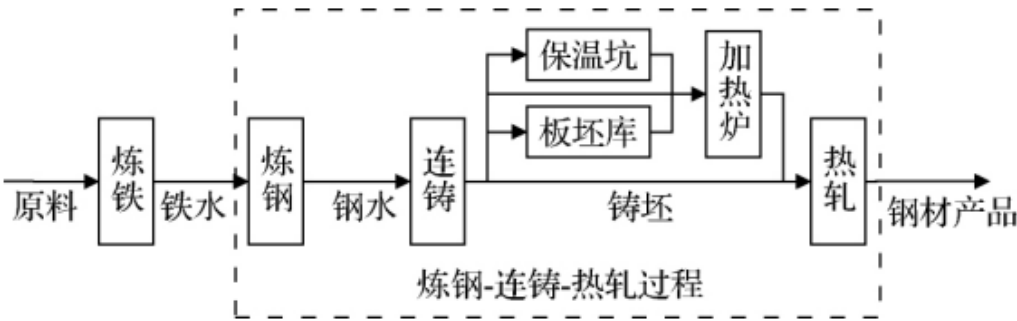 保温坑
加热炉
板坯库
炼铁
炼钢
连铸
热轧
原料
铁水
钢水
铸坯
钢材产品
炼钢-连铸-热轧过程